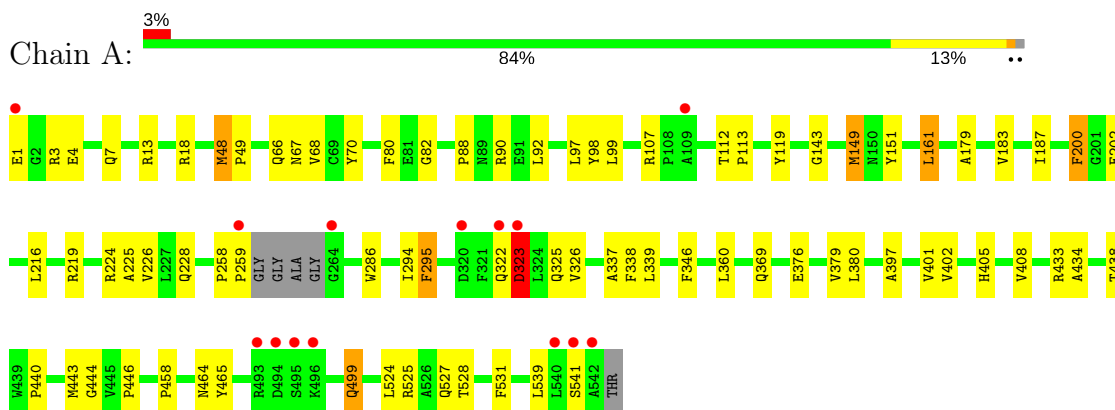 3%
Chain A:
84% 13% ••
E1 G2 R3 E4 Q7 R13 R18 M48 P49 Q66 N67 V68 C69 Y70 F80 E81 G82 P88 N89 R90 E91 L92 L97 Y98 L99 R107 P108 A109 T112 P113 Y119 G143 M149 N150 Y151 L161 A179 V183 I187 F200 G201
L216 R219 R224 A225 V226 L227 Q228 P258 P259 GLY GLY ALA GLY G264 W286 I294 F295 D320 F321 Q322 D323 L324 Q325 V326 A337 F338 L339 F346 L360 Q369 E376 V379 L380 A397 V401 V402 H405 V408 R433 A434 T438
W439 P440 M443 G444 V445 P446 P458 N464 Y465 R493 D494 S495 K496 Q499 L524 R525 A526 Q527 T528 F531 L539 L540 S541 A542 THR